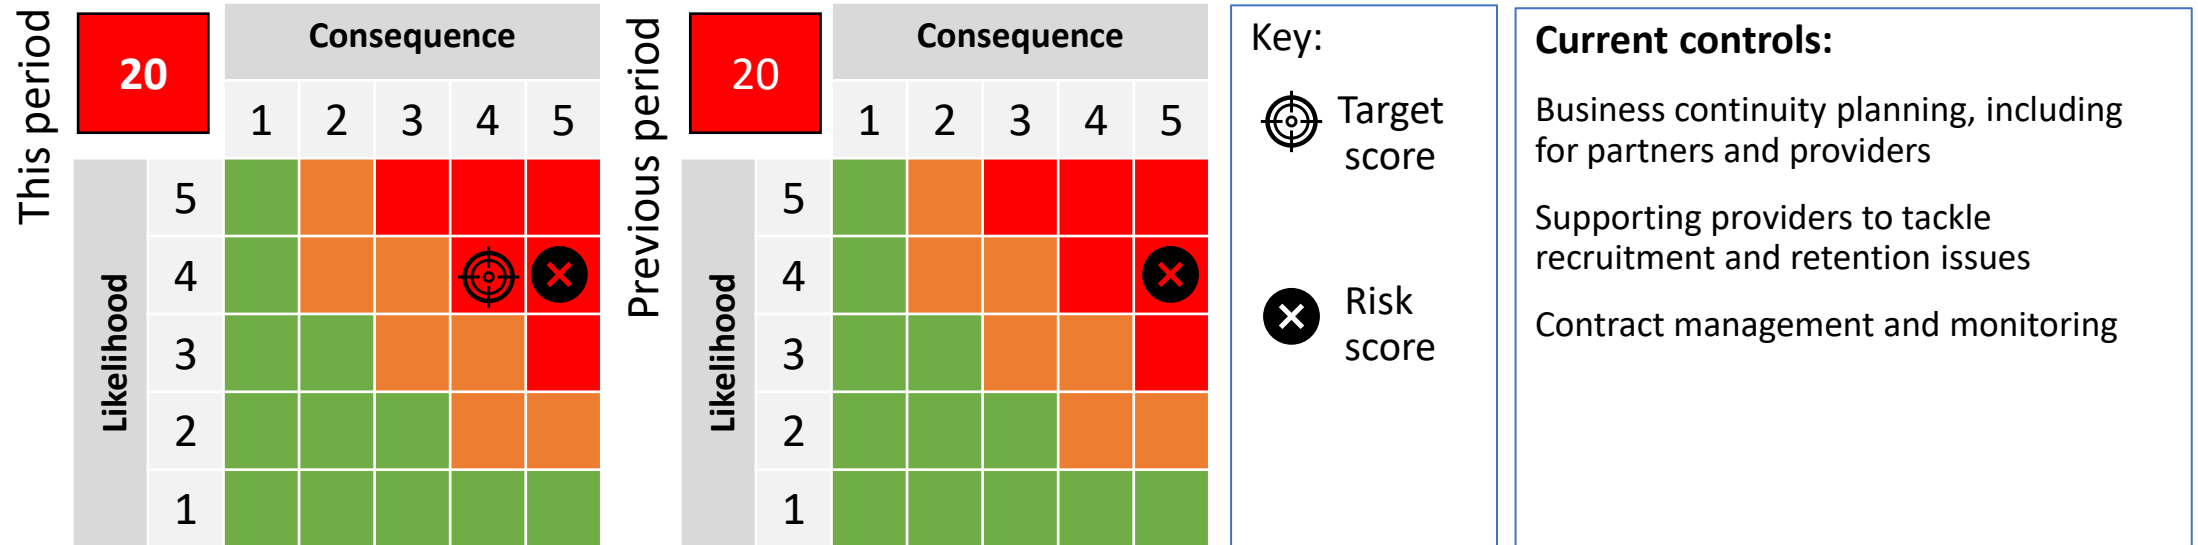 This period
20
Consequence
1 2 3 4 5
Likelihood
5
4
3
2
1
Previous period
20
Consequence
1 2 3 4 5
Likelihood
5
4
3
2
1
Key:
Target
score
Risk
score
Current controls:
Business continuity planning, including
for partners and providers
Supporting providers to tackle
recruitment and retention issues
Contract management and monitoring